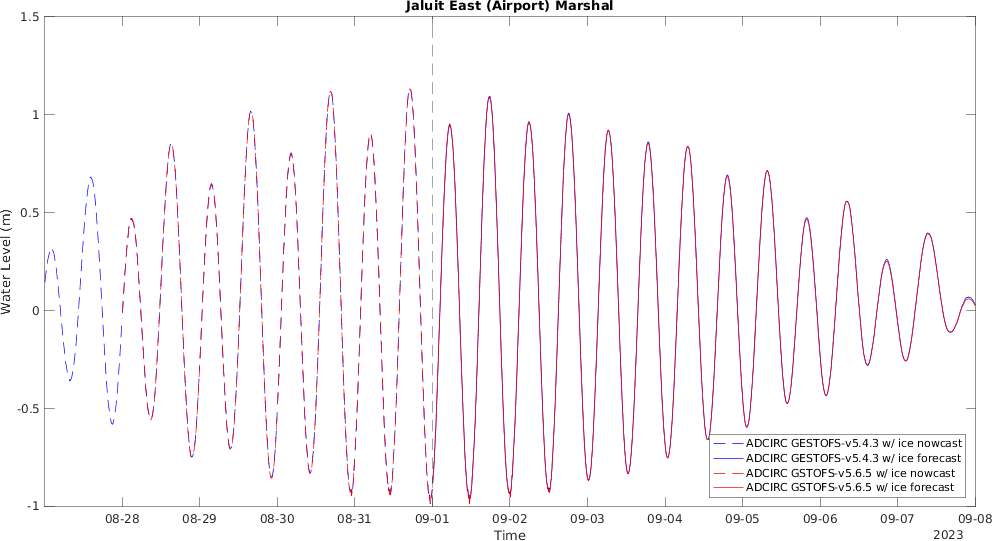 Jaluit East (Airport) Marshal
1.5
1
0.5
0
-0.5
-1
Water Level (m)
08-28 08-29 08-30 08-31 09-01 09-02 09-03 09-04 09-05 09-06 09-07 09-08
Time
2023
ADCIRC GESTOFS-v5.4.3 w/ ice nowcast
ADCIRC GESTOFS-v5.4.3 w/ ice forecast
ADCIRC GSTOFS-v5.6.5 w/ ice nowcast
ADCIRC GSTOFS-v5.6.5 w/ ice forecast